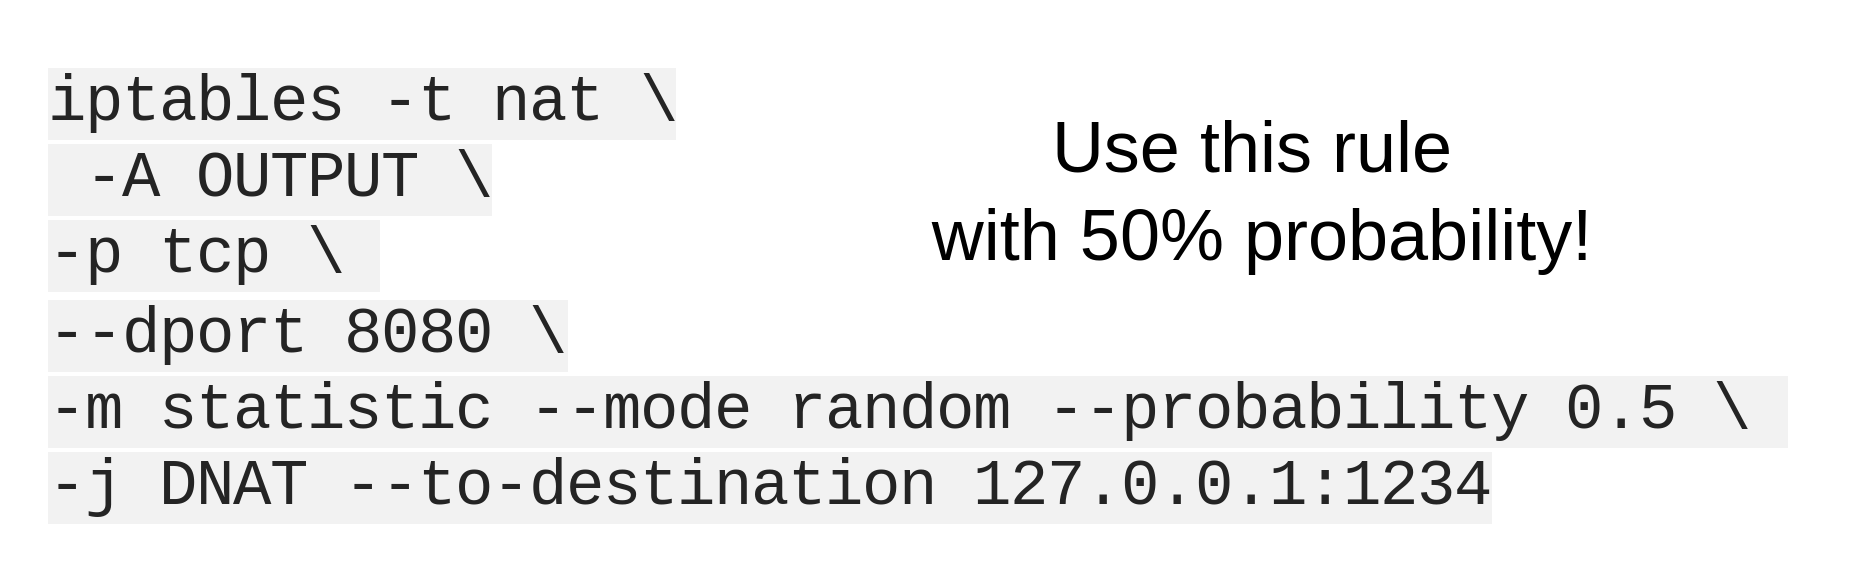 iptables -t nat \
 -A OUTPUT \
-p tcp \
--dport 8080 \
-m statistic --mode random --probability 0.5 \
-j DNAT --to-destination 127.0.0.1:1234
Use this rule
with 50% probability!